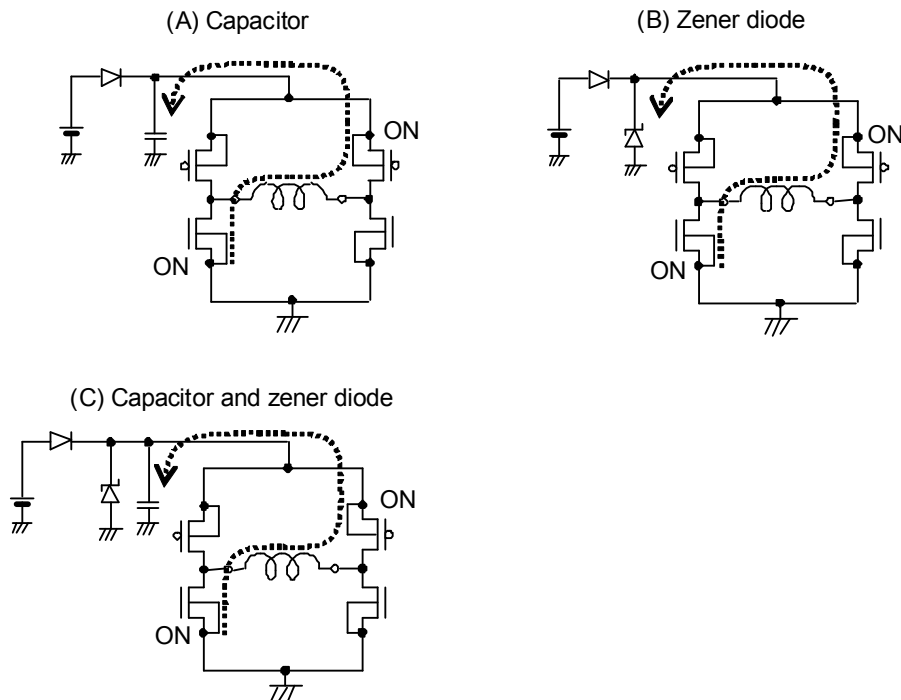 (A) Capacitor
(B) Zener diode
ON
ON
ON
ON
(C) Capacitor and zener diode
ON
ON